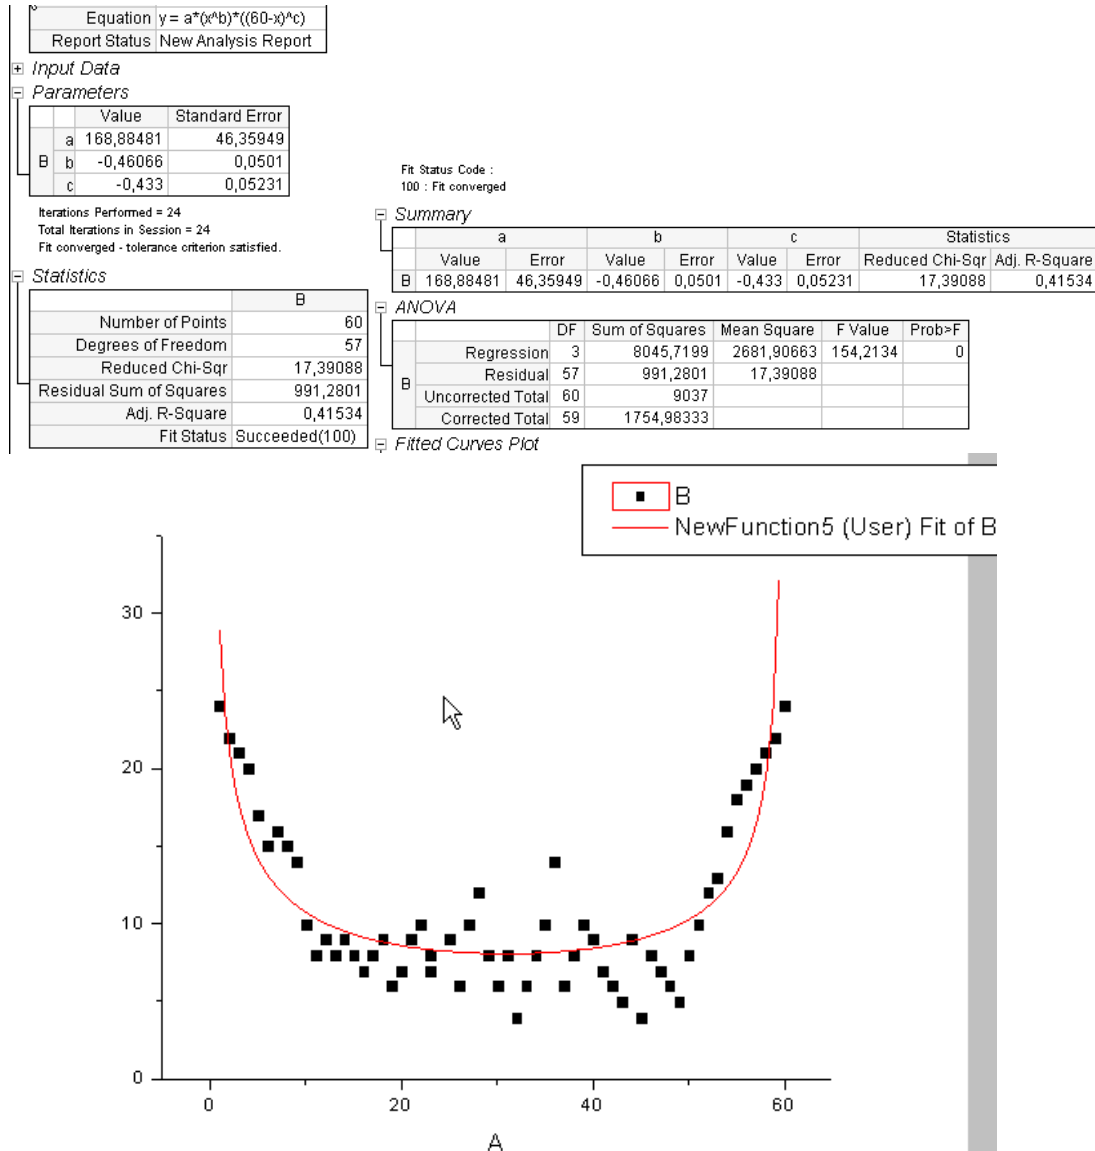 Equation y = a*(x^b)*((60-x)^c)
Report Status New Analysis Report
Input Data
Parameters
Value Standard Error
B a 168,88481 46,35949
b -0,46066 0,0501
c -0,433 0,05231
Iterations Performed = 24
Total Iterations in Session = 24
Fit converged - tolerance criterion satisfied.
Statistics
B
Number of Points 60
Degrees of Freedom 57
Reduced Chi-Sqr 17,39088
Residual Sum of Squares 991,2801
Adj. R-Square 0,41534
Fit Status Succeeded(100)
Fit Status Code :
100 : Fit converged
Summary
a b c Statistics
Value Error Value Error Value Error Reduced Chi-Sqr Adj. R-Square
B 168,88481 46,35949 -0,46066 0,0501 -0,433 0,05231 17,39088 0,41534
ANOVA
DF Sum of Squares Mean Square F Value Prob>F
B Regression 3 8045,7199 2681,90663 154,2134 0
Residual 57 991,2801 17,39088
Uncorrected Total 60 9037
Corrected Total 59 1754,98333
Fitted Curves Plot
B
NewFunction5 (User) Fit of B
30
20
10
0
0 20 40 60
A